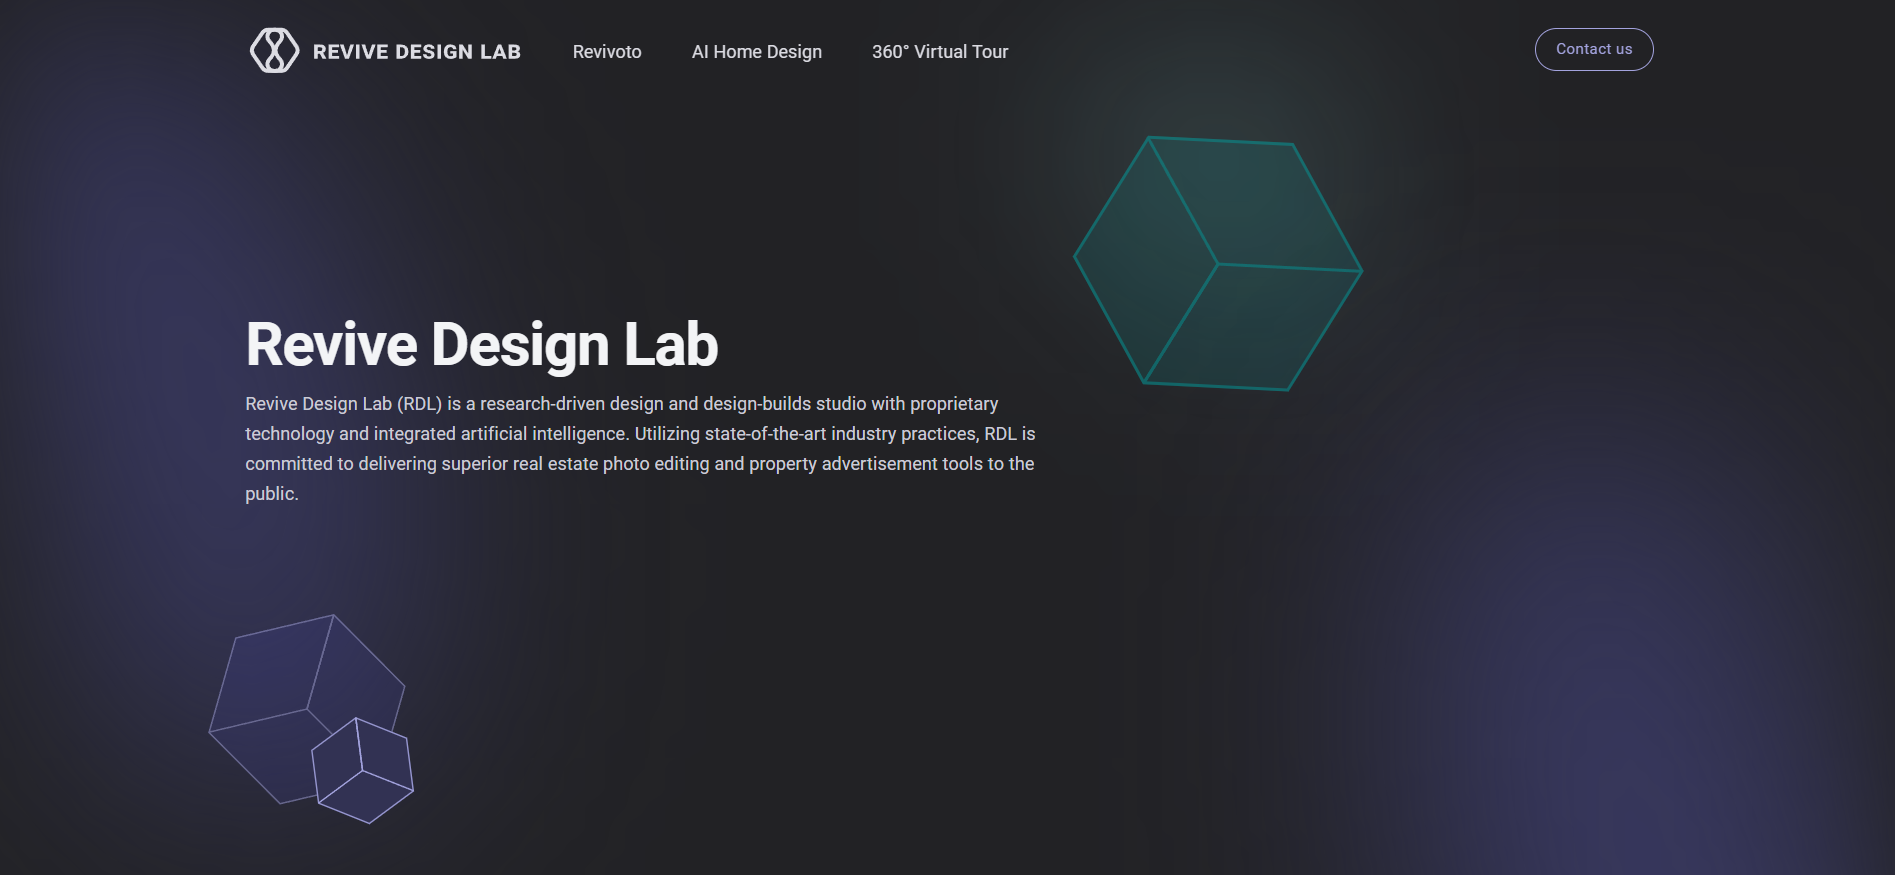 REVIVE DESIGN LAB
Revivoto
AI Home Design
360° Virtual Tour
Contact us
Revive Design Lab
Revive Design Lab (RDL) is a research-driven design and design-builds studio with proprietary
technology and integrated artificial intelligence. Utilizing state-of-the-art industry practices, RDL is
committed to delivering superior real estate photo editing and property advertisement tools to the
public.